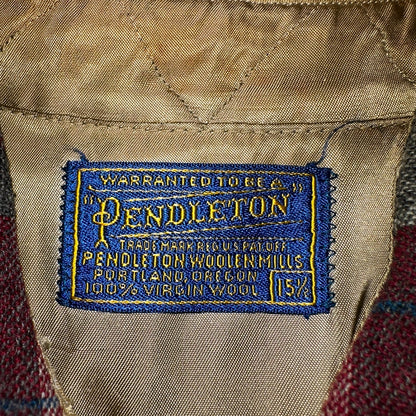 WARRANTED TO BE A
"PENDLETON"
TRADE MARK REG. U.S. PAT. OFF.
PENDLETON WOOLEN MILLS
PORTLAND, OREGON
100% VIRGIN WOOL 15½